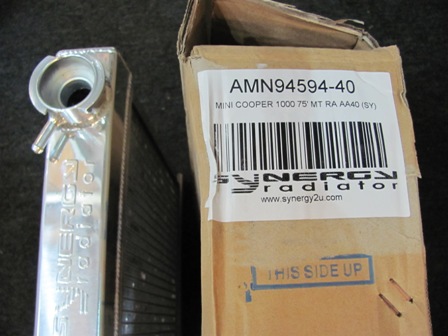 AMN94594-40
MINI COOPER 1000 75' MT RA AA40 (SY)
SYNERGY
radiator
www.synergy2u.com
THIS SIDE UP
SYNERGY
radiator